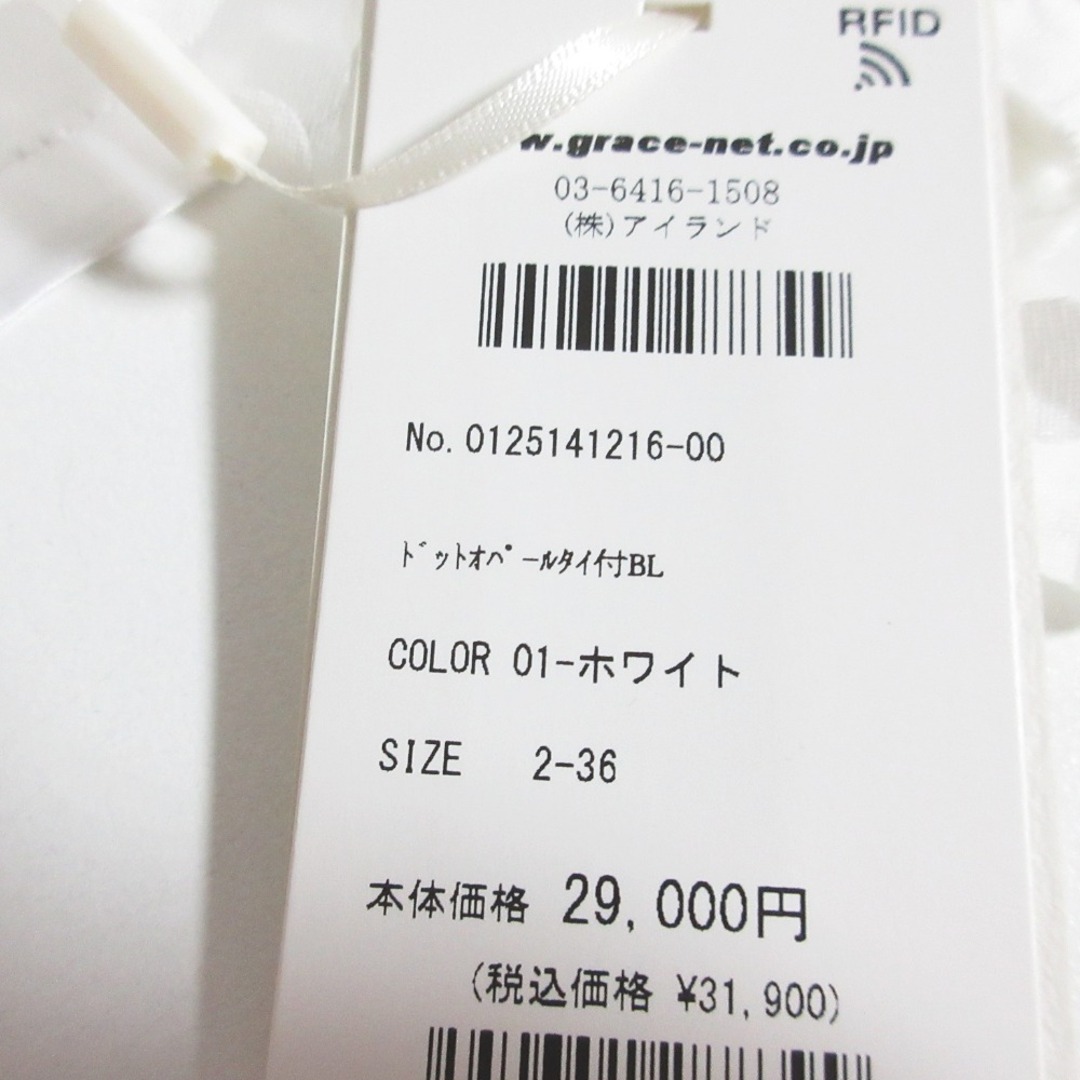 RFID
w.grace-net.co.jp
03-6416-1508
(株)アイランド
No. 0125141216-00
ﾄﾞｯﾄｵﾊﾟｰﾙﾀｲ付BL
COLOR 01-ホワイト
SIZE 2-36
本体価格 29,000円
(税込価格 ¥31,900)